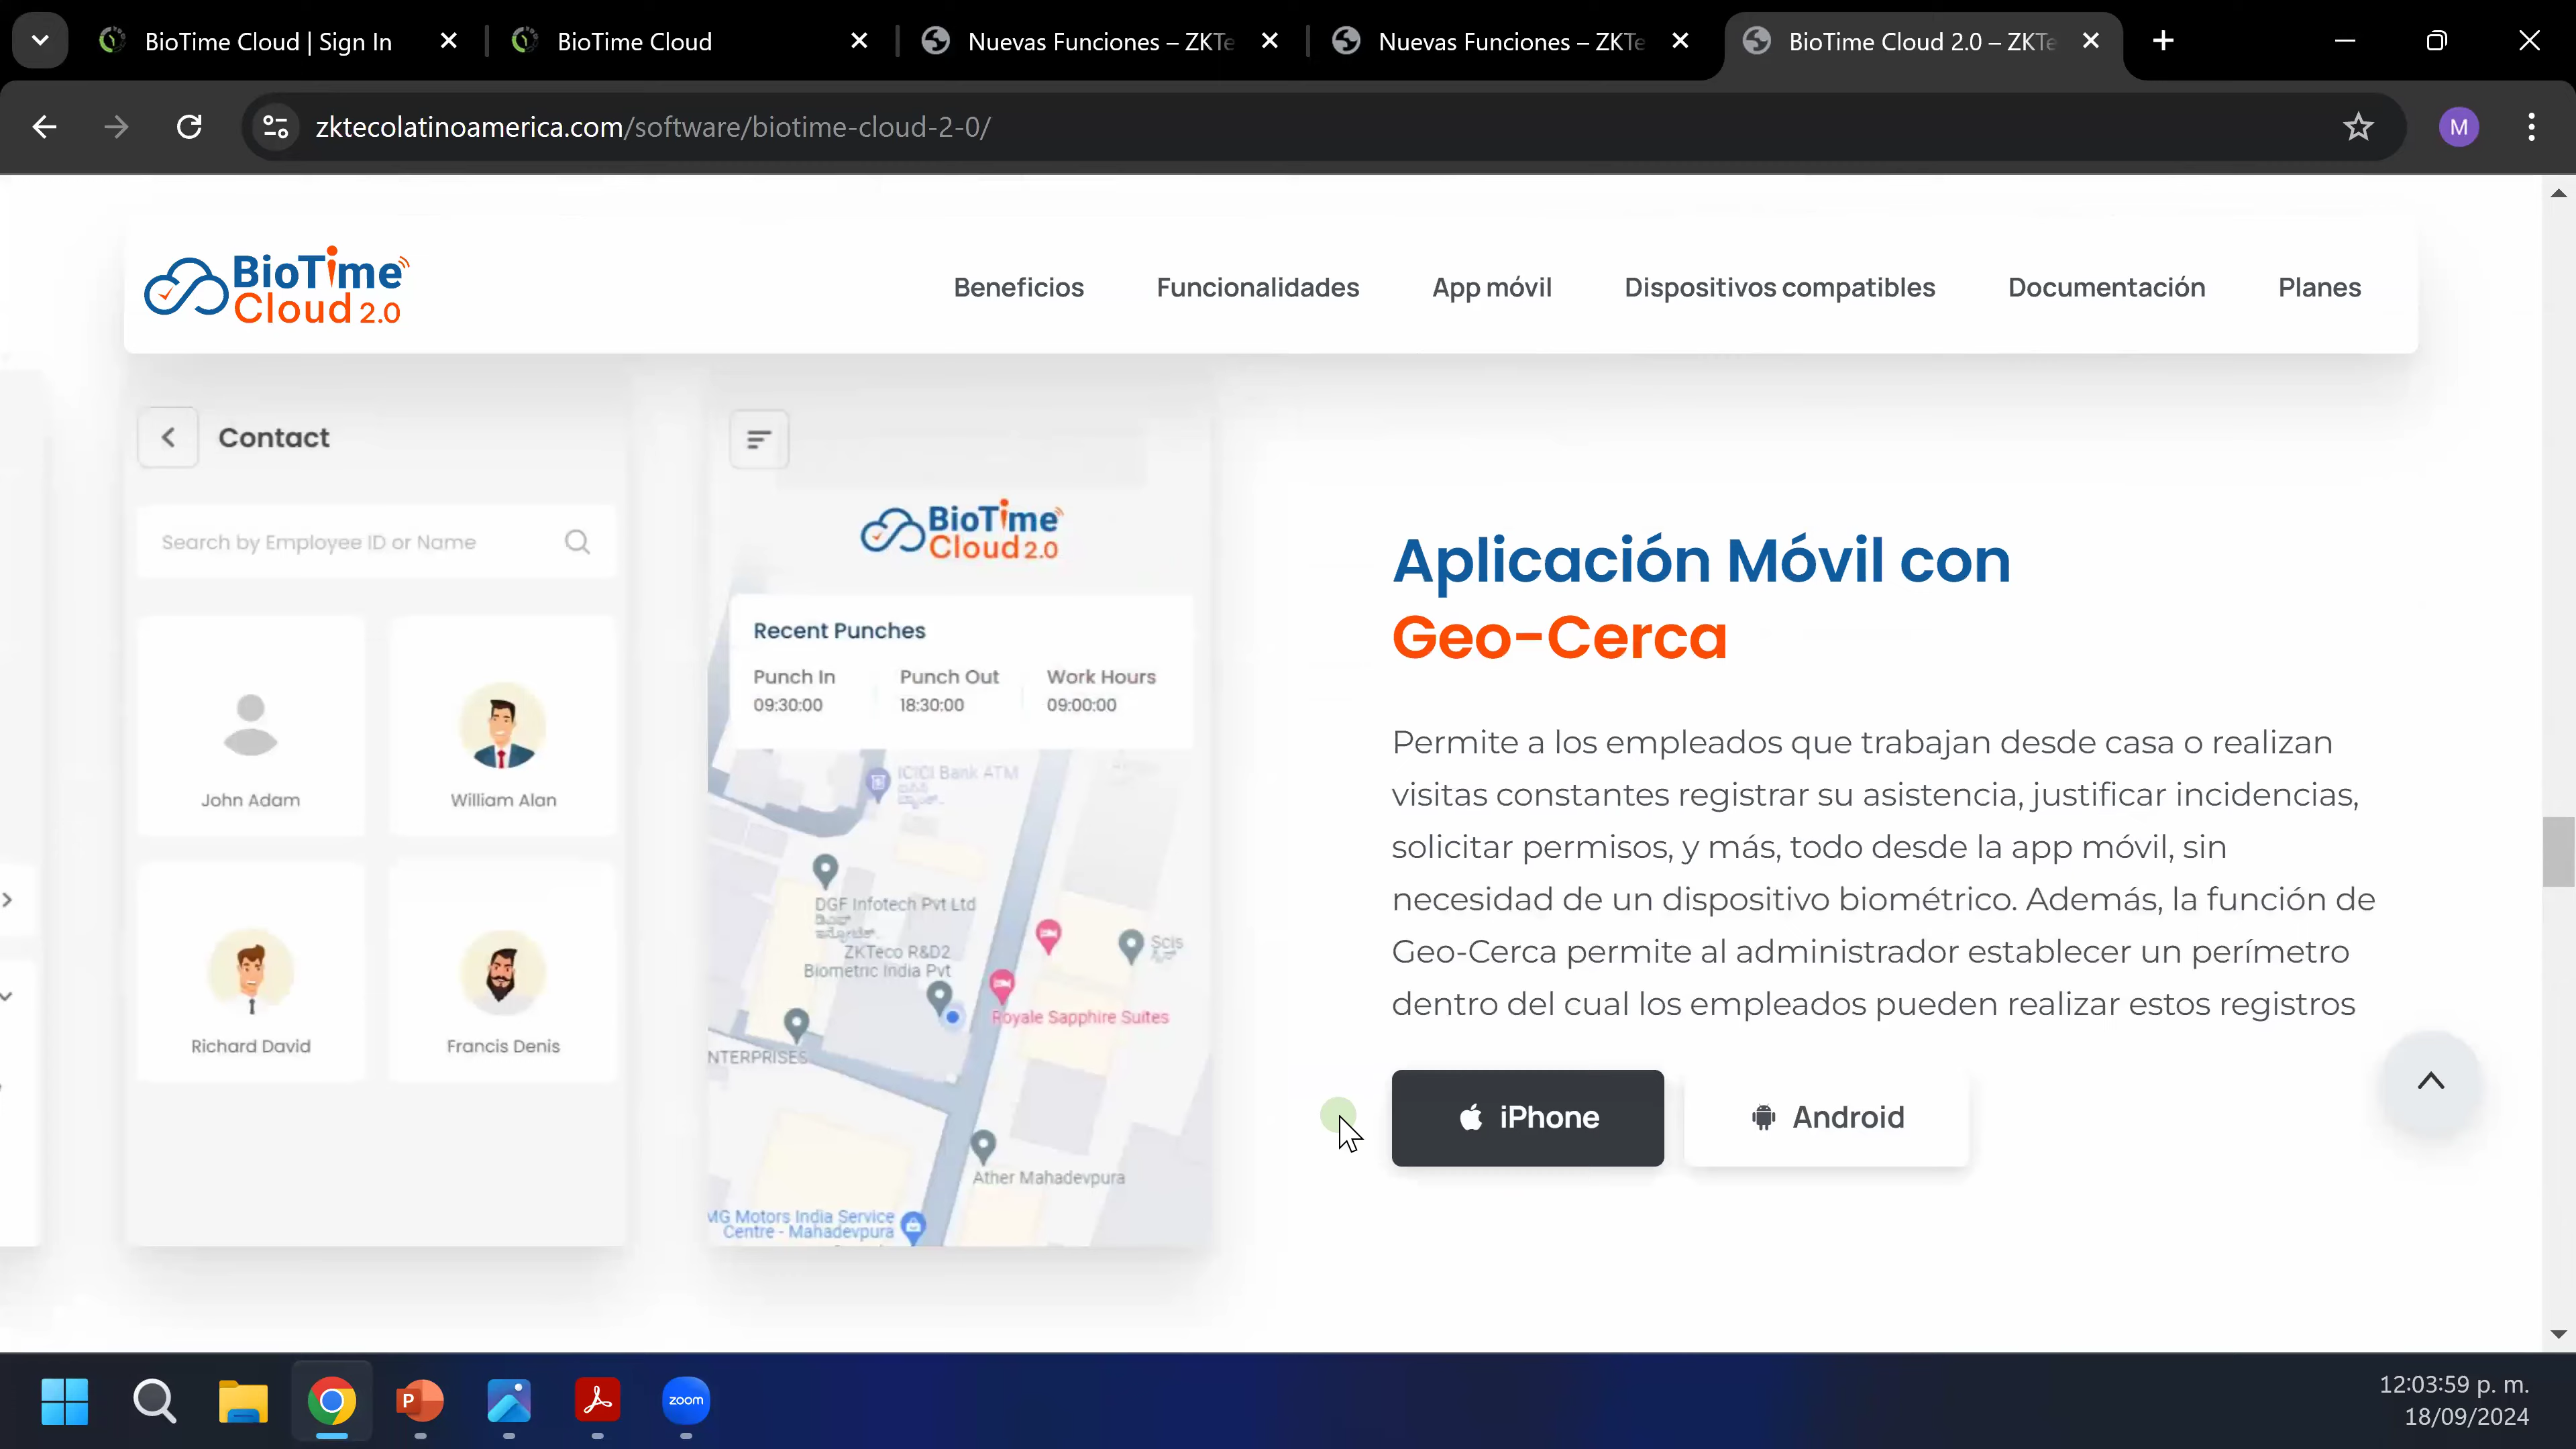 BioTime Cloud | Sign In
BioTime Cloud
Nuevas Funciones – ZKTe
Nuevas Funciones – ZKTe
BioTime Cloud 2.0 – ZKTe
zktecolatinoamerica.com/software/biotime-cloud-2-0/
M
BioTime
Cloud 2.0
Beneficios
Funcionalidades
App móvil
Dispositivos compatibles
Documentación
Planes
Contact
Search by Employee ID or Name
John Adam
William Alan
Richard David
Francis Denis
BioTime
Cloud 2.0
Recent Punches
Punch In
Punch Out
Work Hours
09:30:00
18:30:00
09:00:00
ICICI Bank ATM
DGF Infotech Pvt Ltd
ZKTeco R&D2
Biometric India Pvt
Scis
Royale Sapphire Suites
NTERPRISES
Ather Mahadevpura
MG Motors India Service
Centre - Mahadevpura
Aplicación Móvil con
Geo-Cerca
Permite a los empleados que trabajan desde casa o realizan
visitas constantes registrar su asistencia, justificar incidencias,
solicitar permisos, y más, todo desde la app móvil, sin
necesidad de un dispositivo biométrico. Además, la función de
Geo-Cerca permite al administrador establecer un perímetro
dentro del cual los empleados pueden realizar estos registros
iPhone
Android
P
zoom
12:03:59 p. m.
18/09/2024